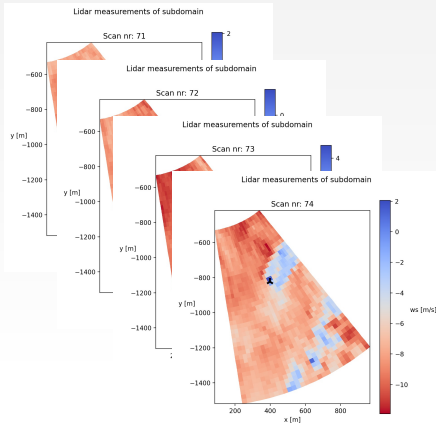 Lidar measurements of subdomain
Scan nr: 71
2
−600
−800
y [m]
−1000
−1200
−1400
Lidar measurements of subdomain
Scan nr: 72
−600
−800
y [m]
−1000
−1200
−1400
Lidar measurements of subdomain
Scan nr: 73
4
−600
−800
y [m]
−1000
−1200
−1400
Lidar measurements of subdomain
Scan nr: 74
2
0
−2
−4
−6
−8
−10
ws [m/s]
−600
−800
y [m]
−1000
−1200
−1400
200 400 600 800
x [m]